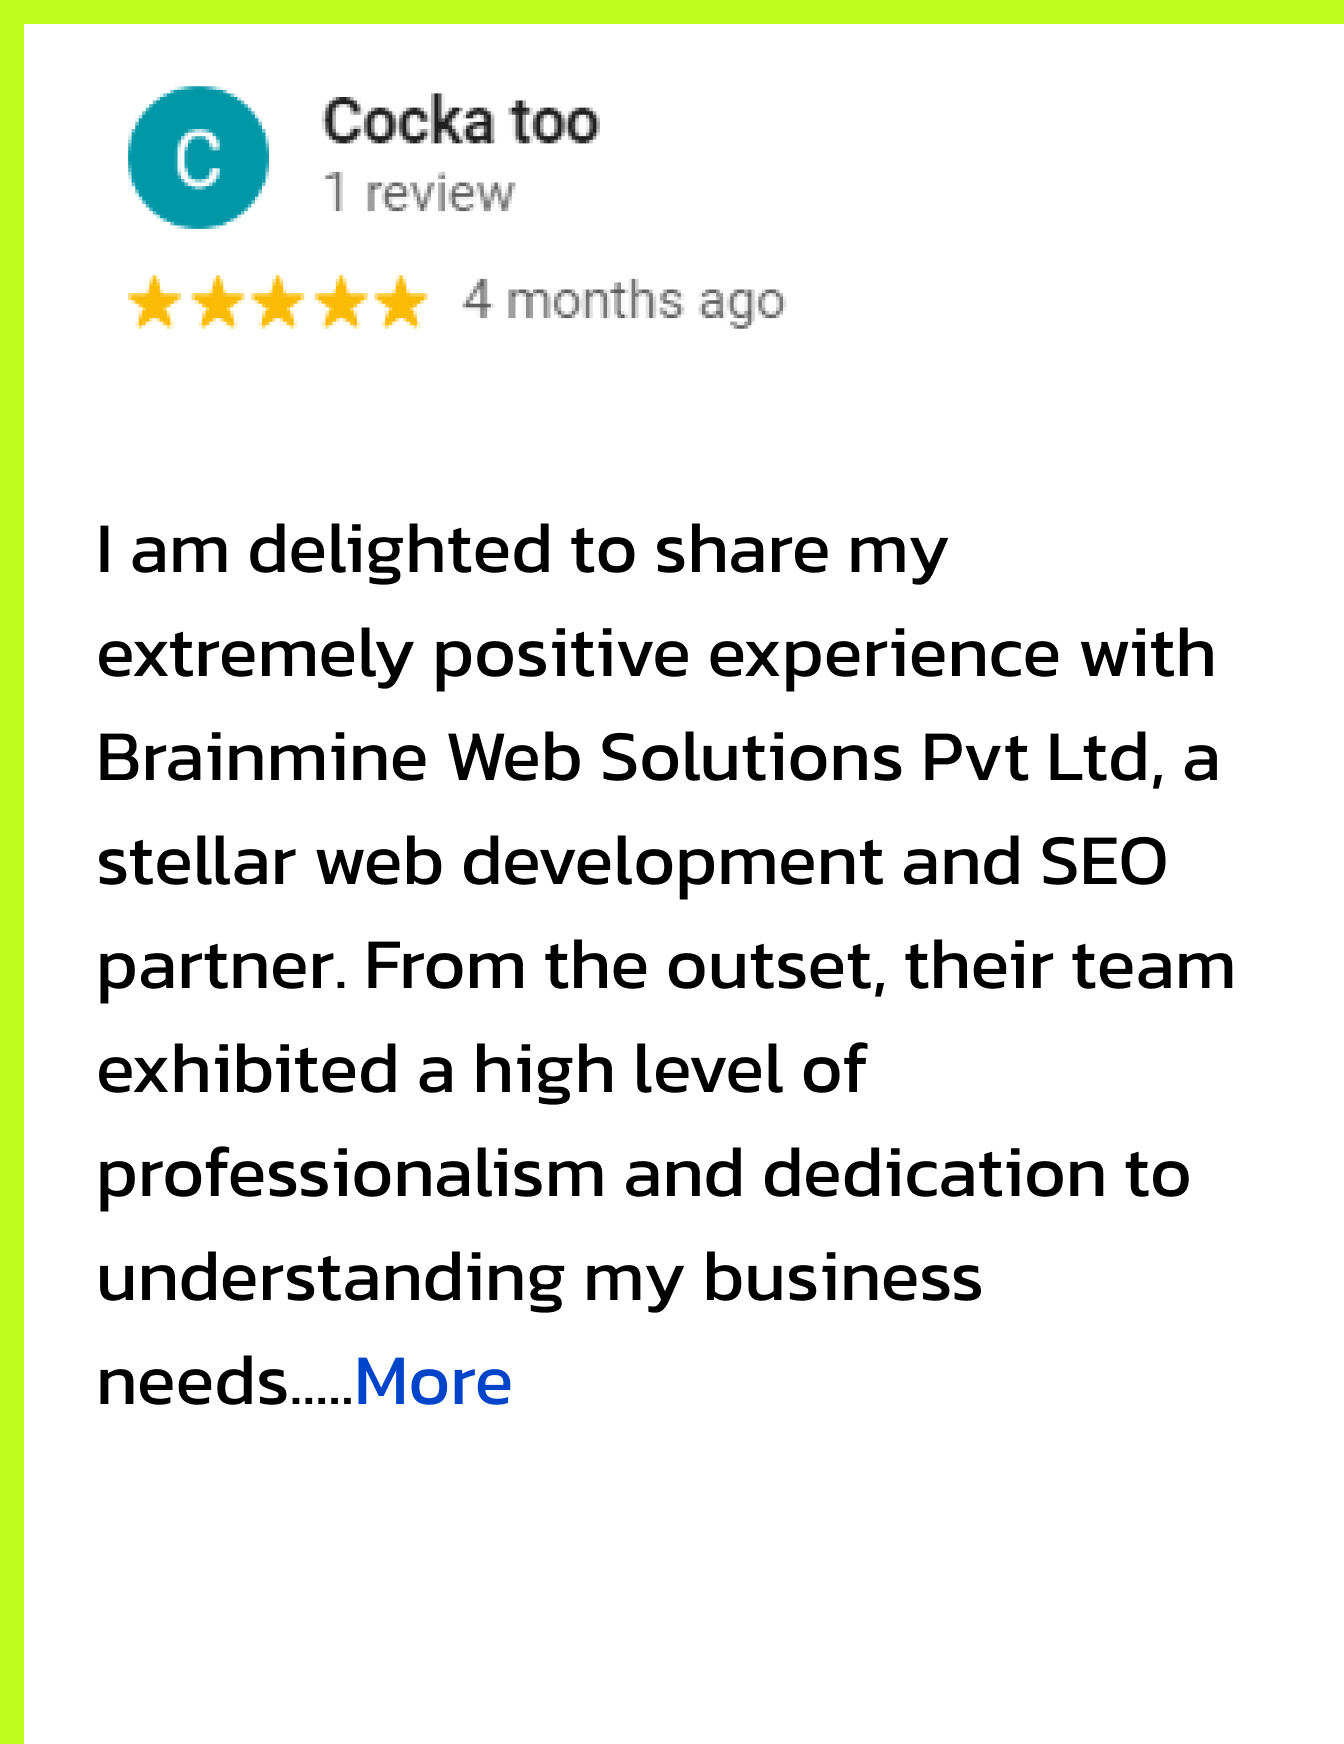 C
Cocka too
1 review
4 months ago
I am delighted to share my
extremely positive experience with
Brainmine Web Solutions Pvt Ltd, a
stellar web development and SEO
partner. From the outset, their team
exhibited a high level of
professionalism and dedication to
understanding my business
needs.....More